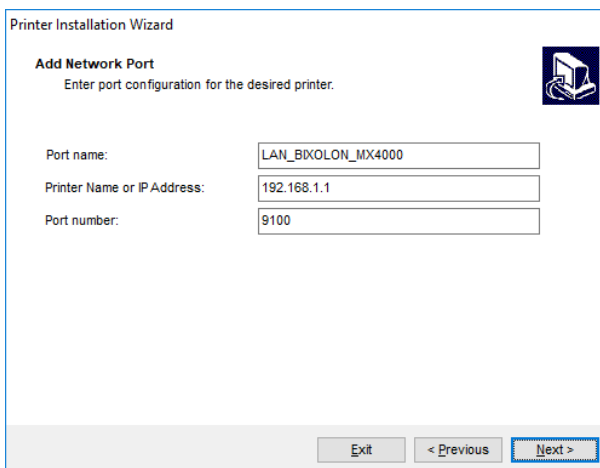 Printer Installation Wizard
Add Network Port
Enter port configuration for the desired printer.
Port name: LAN_BIXOLON_MX4000
Printer Name or IP Address: 192.168.1.1
Port number: 9100
Exit < Previous Next >